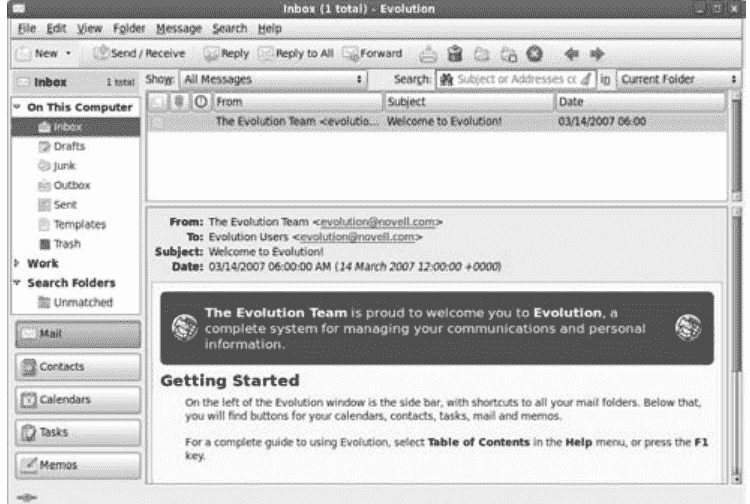 Inbox (1 total) - Evolution
File Edit View Folder Message Search Help
New Send / Receive Reply Reply to All Forward
Inbox 1 total Show: All Messages Search: Subject or Addresses cc in Current Folder
On This Computer
Inbox
Drafts
Junk
Outbox
Sent
Templates
Trash
Work
Search Folders
Unmatched
Mail
Contacts
Calendars
Tasks
Memos
From Subject Date
The Evolution Team <evolutio... Welcome to Evolution! 03/14/2007 06:00
From: The Evolution Team <evolution@novell.com>
To: Evolution Users <evolution@novell.com>
Subject: Welcome to Evolution!
Date: 03/14/2007 06:00:00 AM (14 March 2007 12:00:00 +0000)
The Evolution Team is proud to welcome you to Evolution, a
complete system for managing your communications and personal
information.
Getting Started
On the left of the Evolution window is the side bar, with shortcuts to all your mail folders. Below that,
you will find buttons for your calendars, contacts, tasks, mail and memos.
For a complete guide to using Evolution, select Table of Contents in the Help menu, or press the F1
key.